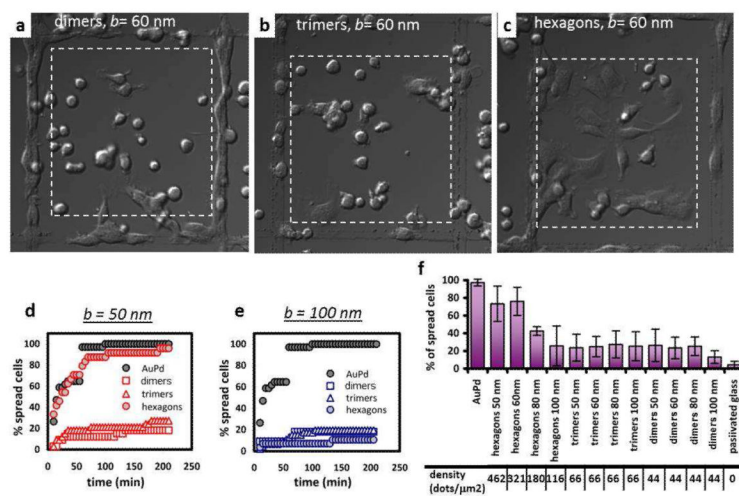 a dimers, b= 60 nm
b trimers, b= 60 nm
c hexagons, b= 60 nm
d b = 50 nm
% spread cells
100
80
60
40
20
0
AuPd
dimers
trimers
hexagons
0 50 100 150 200 250
time (min)
e b = 100 nm
% spread cells
100
80
60
40
20
0
AuPd
dimers
trimers
hexagons
0 50 100 150 200 250
time (min)
f
% of spread cells
100
80
60
40
20
0
AuPd
hexagons 50 nm
hexagons 60nm
hexagons 80 nm
hexagons 100 nm
trimers 50 nm
trimers 60 nm
trimers 80 nm
trimers 100 nm
dimers 50 nm
dimers 60 nm
dimers 80 nm
dimers 100 nm
pasivated glass
density
(dots/μm2) 462 321 180 116 66 66 66 66 44 44 44 44 0